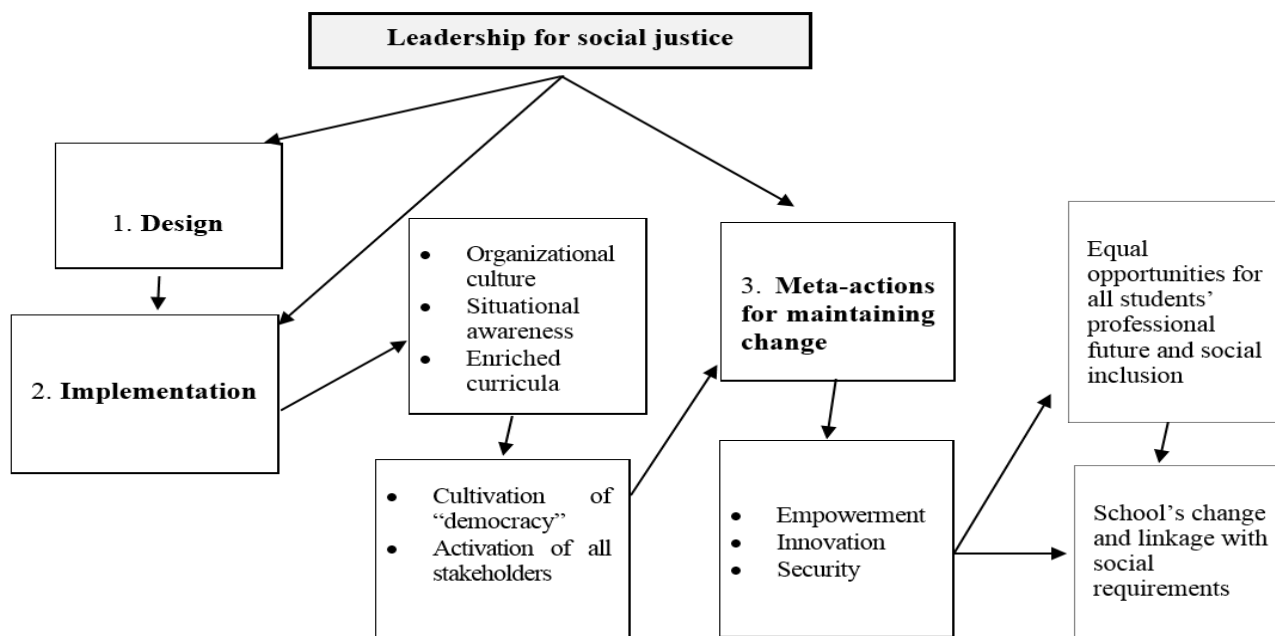 Leadership for social justice
1. Design
2. Implementation
• Organizational
culture
• Situational
awareness
• Enriched
curricula
• Cultivation of
“democracy”
• Activation of all
stakeholders
3. Meta-actions
for maintaining
change
• Empowerment
• Innovation
• Security
Equal
opportunities for
all students’
professional
future and social
inclusion
School’s change
and linkage with
social
requirements